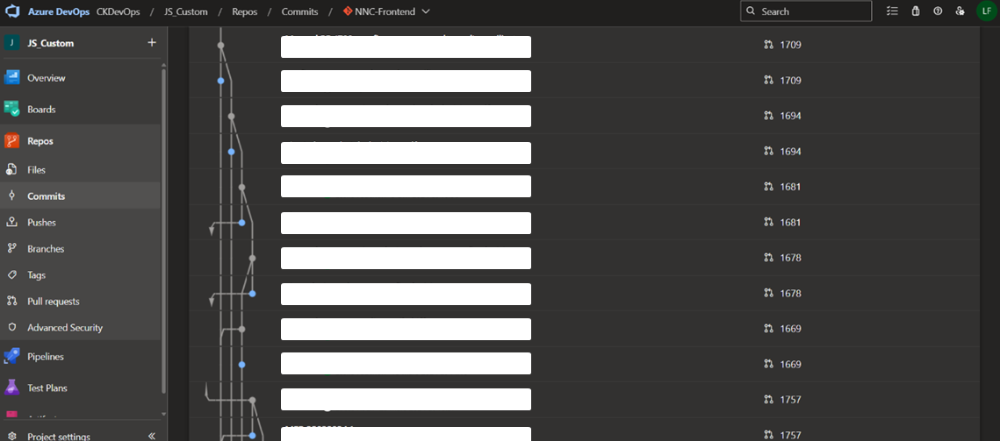 Azure DevOps CKDevOps / JS_Custom / Repos / Commits / NNC-Frontend
Search
LF
J JS_Custom +
Overview
Boards
Repos
Files
Commits
Pushes
Branches
Tags
Pull requests
Advanced Security
Pipelines
Test Plans
Project settings
1709
1709
1694
1694
1681
1681
1678
1678
1669
1669
1757
1757